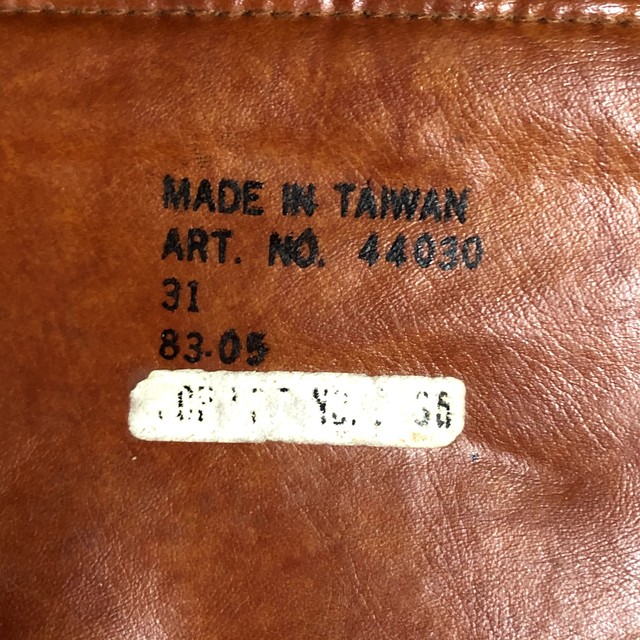 MADE IN TAIWAN
ART. NO. 44030
31
83-05